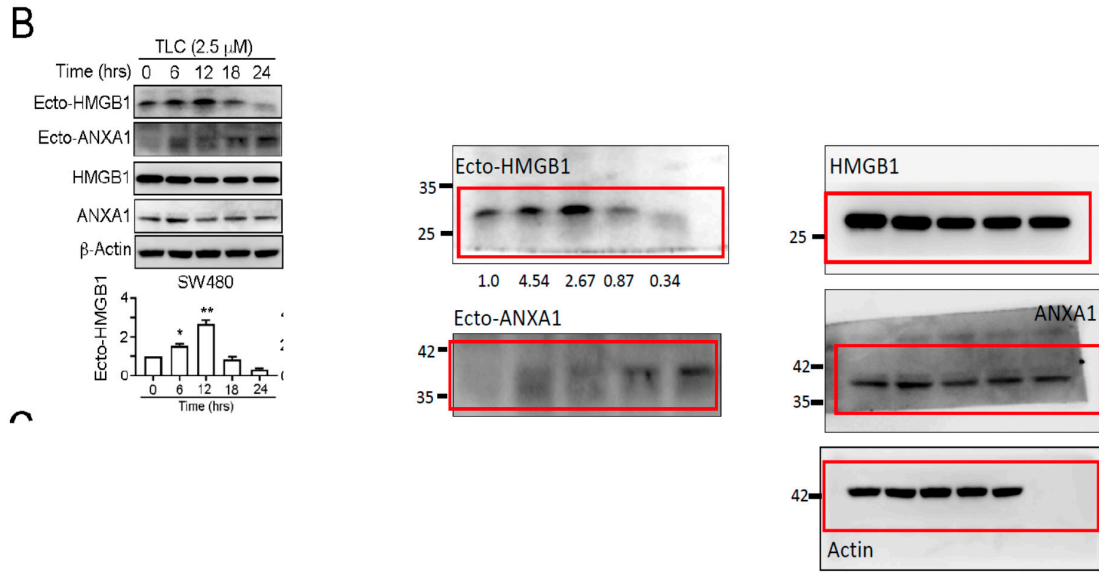 B
TLC (2.5 μM)
Time (hrs) 0 6 12 18 24
Ecto-HMGB1
Ecto-ANXA1
HMGB1
ANXA1
β-Actin
SW480
Ecto-HMGB1
4
2
0
*
**
0 6 12 18 24
Time (hrs)
Ecto-HMGB1
35
25
1.0 4.54 2.67 0.87 0.34
Ecto-ANXA1
42
35
HMGB1
25
ANXA1
42
35
42
Actin